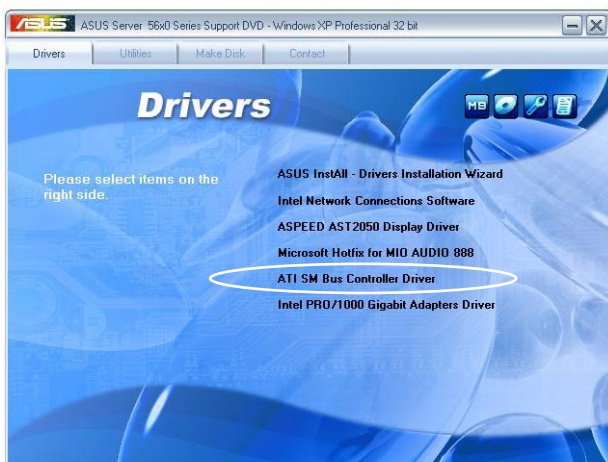 ASUS ASUS Server 56x0 Series Support DVD - Windows XP Professional 32 bit
Drivers Utilities Make Disk Contact
Drivers
MB
Please select items on the
right side.
ASUS InstAll - Drivers Installation Wizard
Intel Network Connections Software
ASPEED AST2050 Display Driver
Microsoft Hotfix for MIO AUDIO 888
ATI SM Bus Controller Driver
Intel PRO/1000 Gigabit Adapters Driver